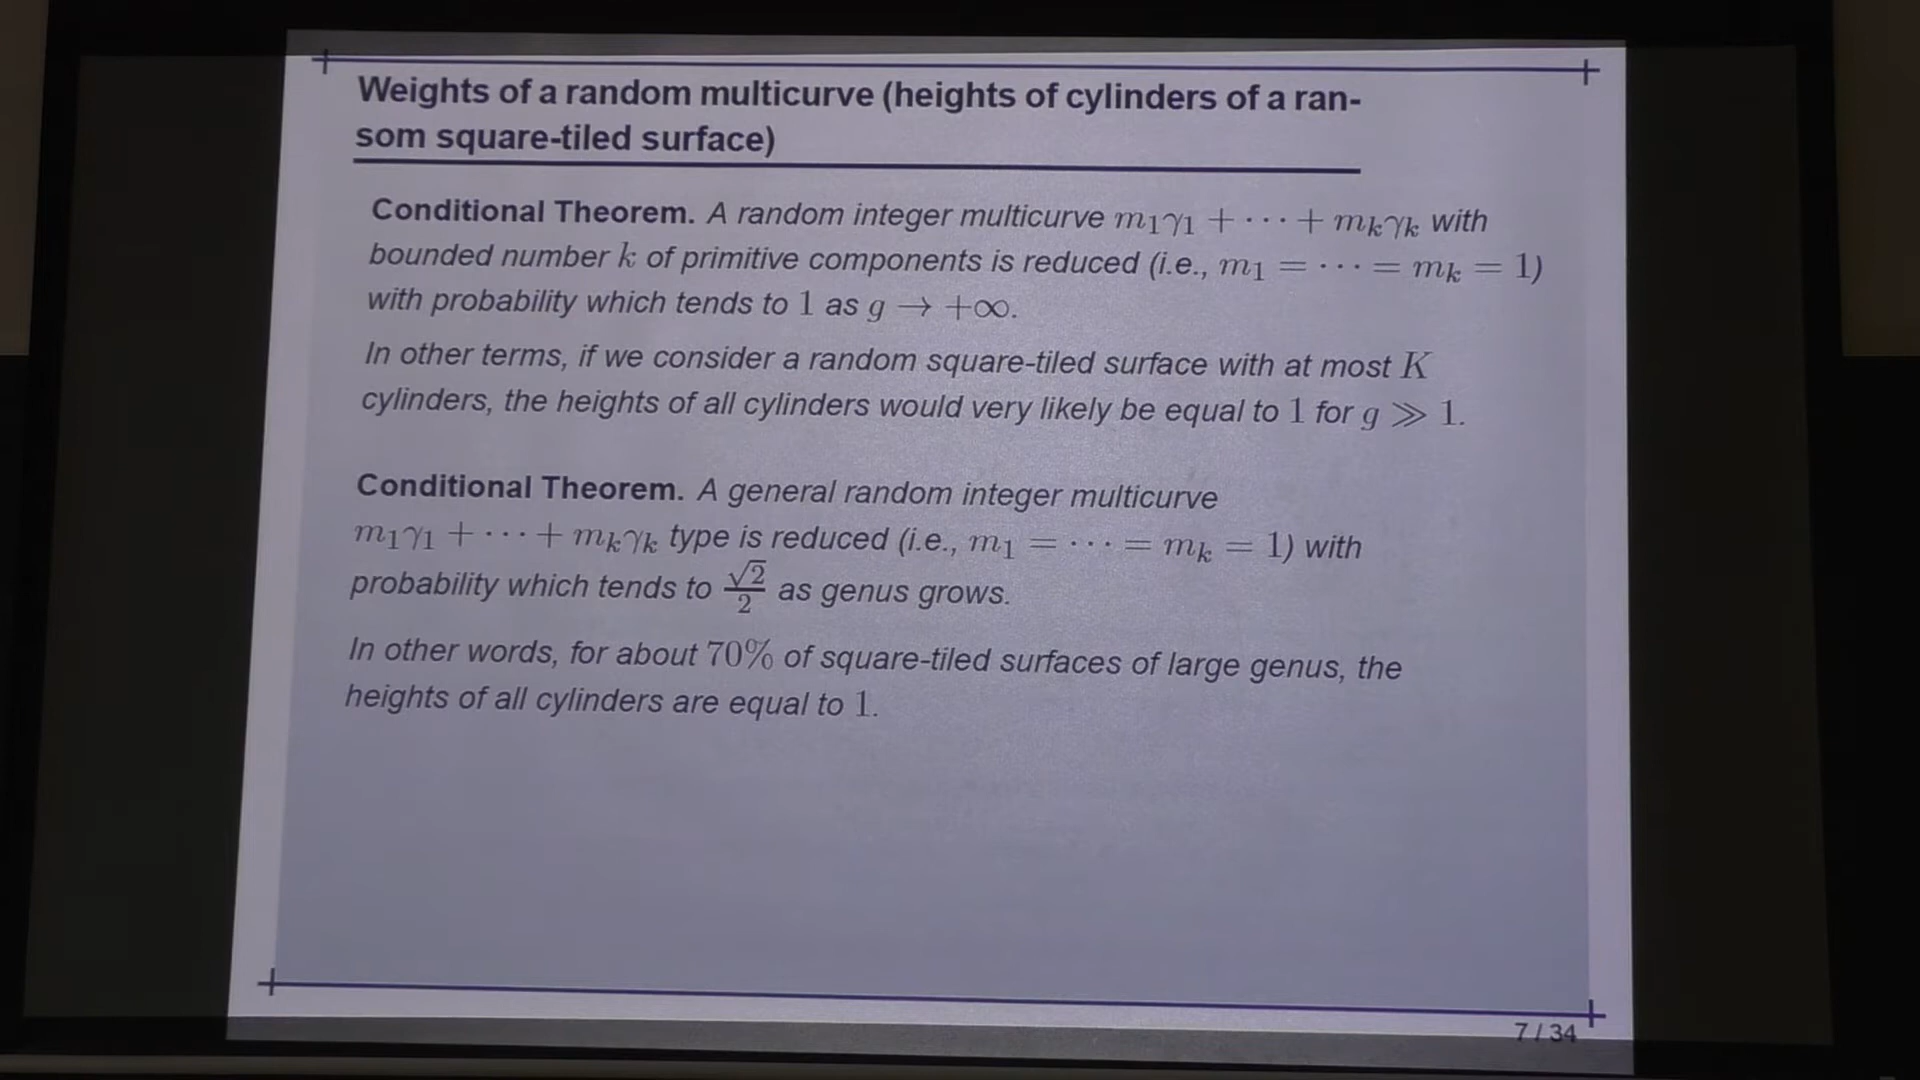 Weights of a random multicurve (heights of cylinders of a ran-
som square-tiled surface)
Conditional Theorem. A random integer multicurve m₁γ₁ + ⋯ + mₖγₖ with
bounded number k of primitive components is reduced (i.e., m₁ = ⋯ = mₖ = 1)
with probability which tends to 1 as g → +∞.
In other terms, if we consider a random square-tiled surface with at most K
cylinders, the heights of all cylinders would very likely be equal to 1 for g ≫ 1.
Conditional Theorem. A general random integer multicurve
m₁γ₁ + ⋯ + mₖγₖ type is reduced (i.e., m₁ = ⋯ = mₖ = 1) with
probability which tends to √2/2 as genus grows.
In other words, for about 70% of square-tiled surfaces of large genus, the
heights of all cylinders are equal to 1.
7 / 34